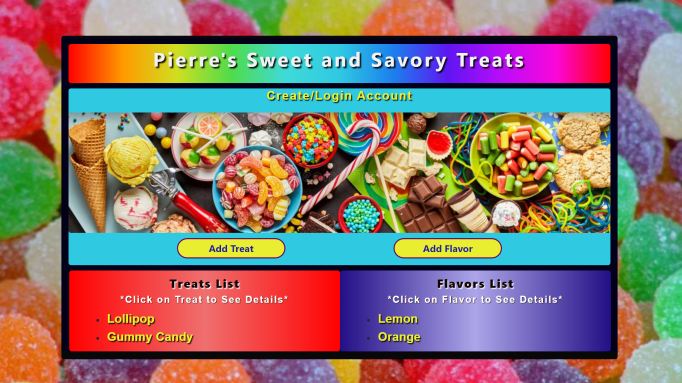 Pierre's Sweet and Savory Treats
Create/Login Account
Add Treat
Add Flavor
Treats List
*Click on Treat to See Details*
Lollipop
Gummy Candy
Flavors List
*Click on Flavor to See Details*
Lemon
Orange